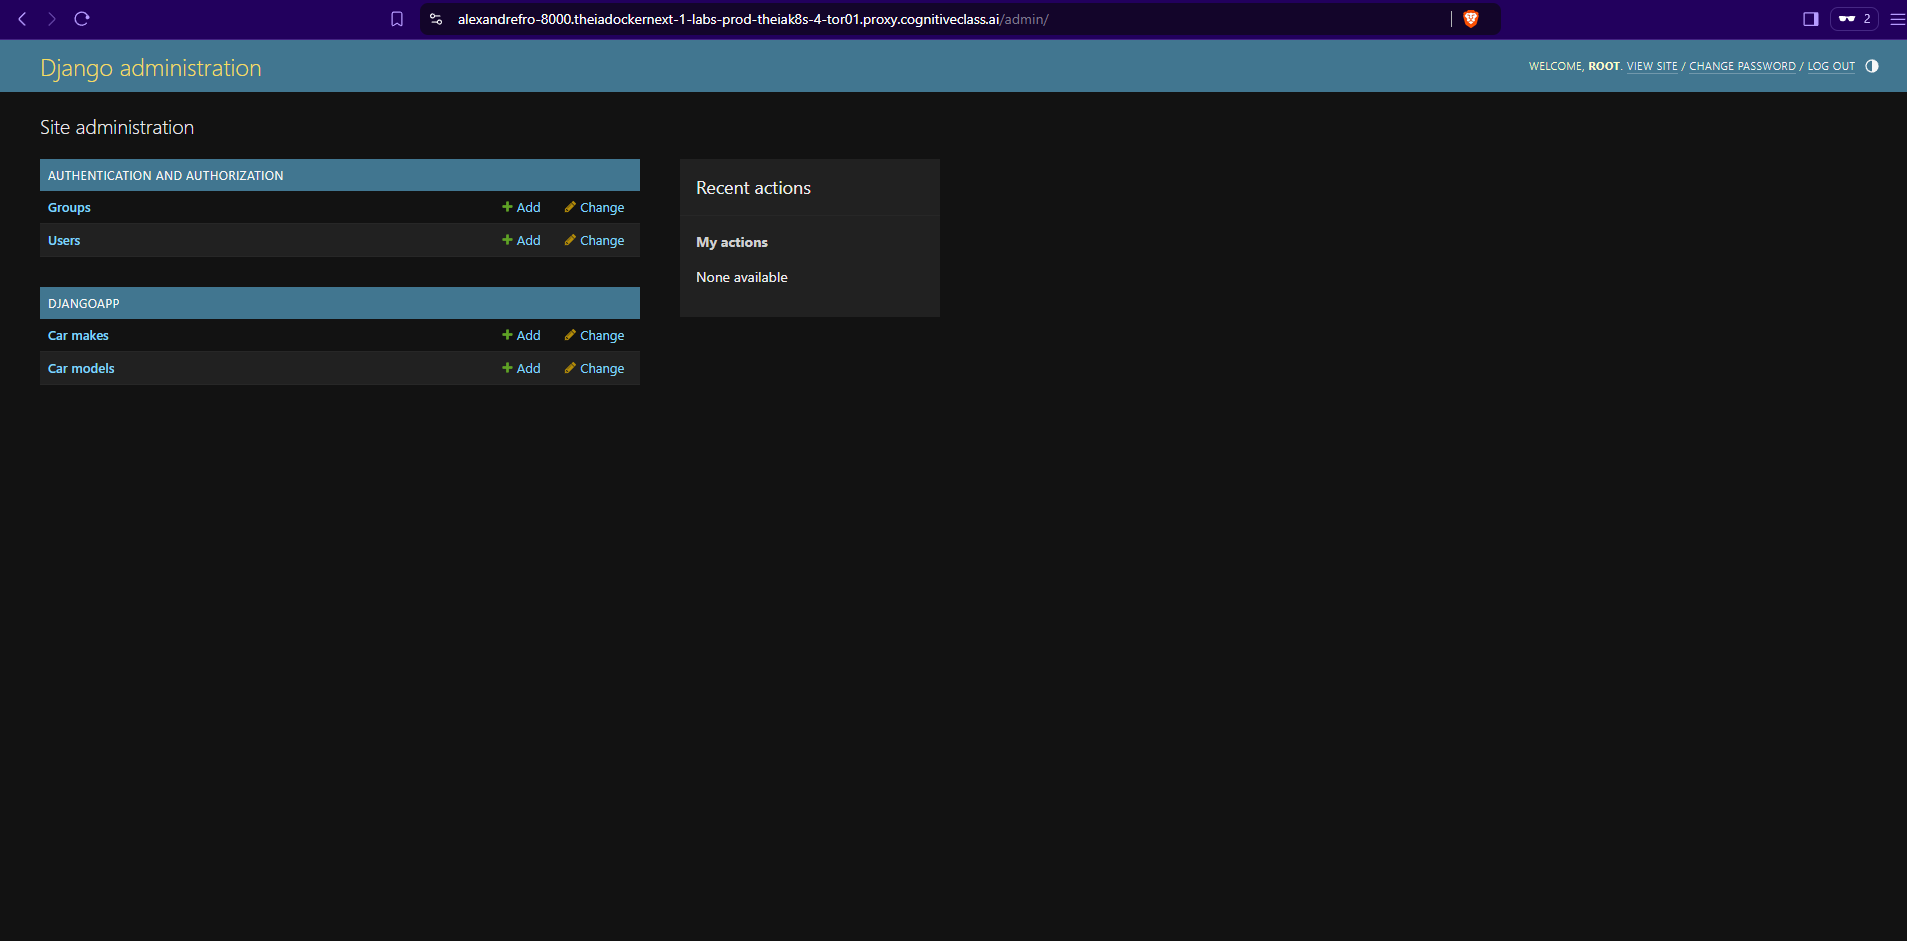 alexandrefro-8000.theiadockernext-1-labs-prod-theiak8s-4-tor01.proxy.cognitiveclass.ai/admin/
2
Django administration
WELCOME, ROOT. VIEW SITE / CHANGE PASSWORD / LOG OUT
Site administration
AUTHENTICATION AND AUTHORIZATION
Groups Add Change
Users Add Change
DJANGOAPP
Car makes Add Change
Car models Add Change
Recent actions
My actions
None available